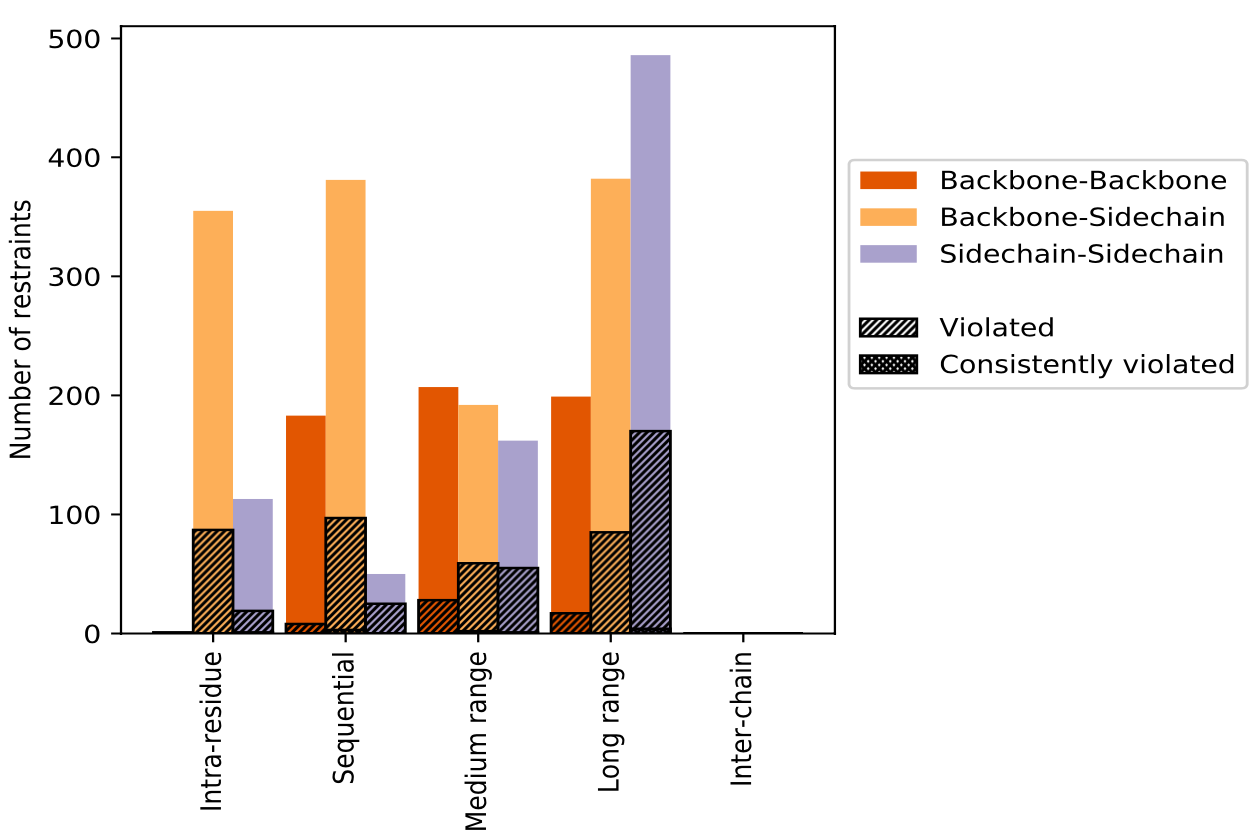 500
400
300
200
100
0
Number of restraints
Intra-residue
Sequential
Medium range
Long range
Inter-chain
Backbone-Backbone
Backbone-Sidechain
Sidechain-Sidechain
Violated
Consistently violated